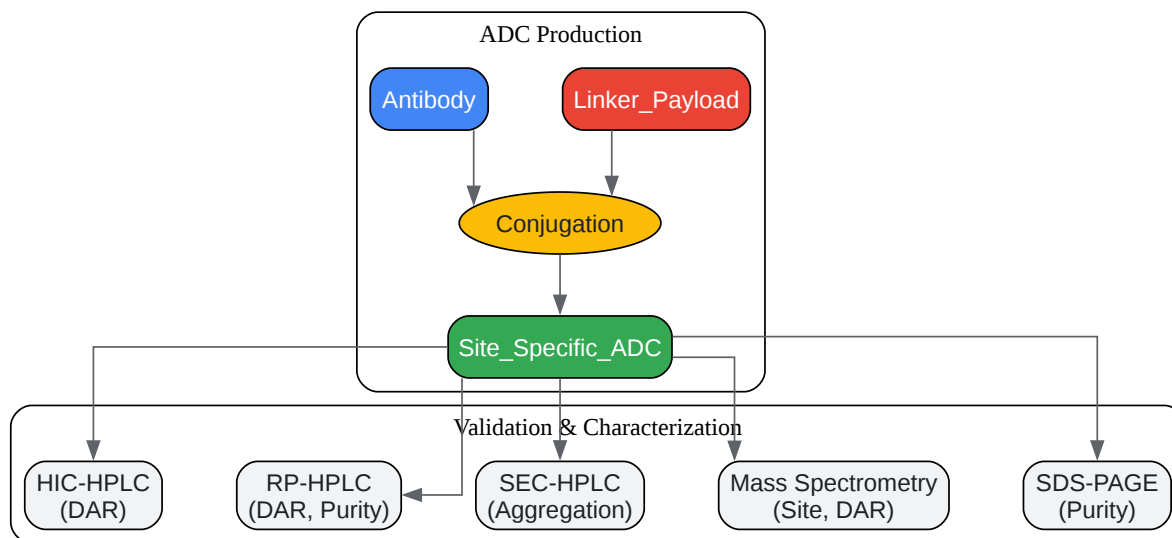 ADC Production
Antibody
Linker_Payload
Conjugation
Site_Specific_ADC
Validation & Characterization
HIC-HPLC
(DAR)
RP-HPLC
(DAR, Purity)
SEC-HPLC
(Aggregation)
Mass Spectrometry
(Site, DAR)
SDS-PAGE
(Purity)